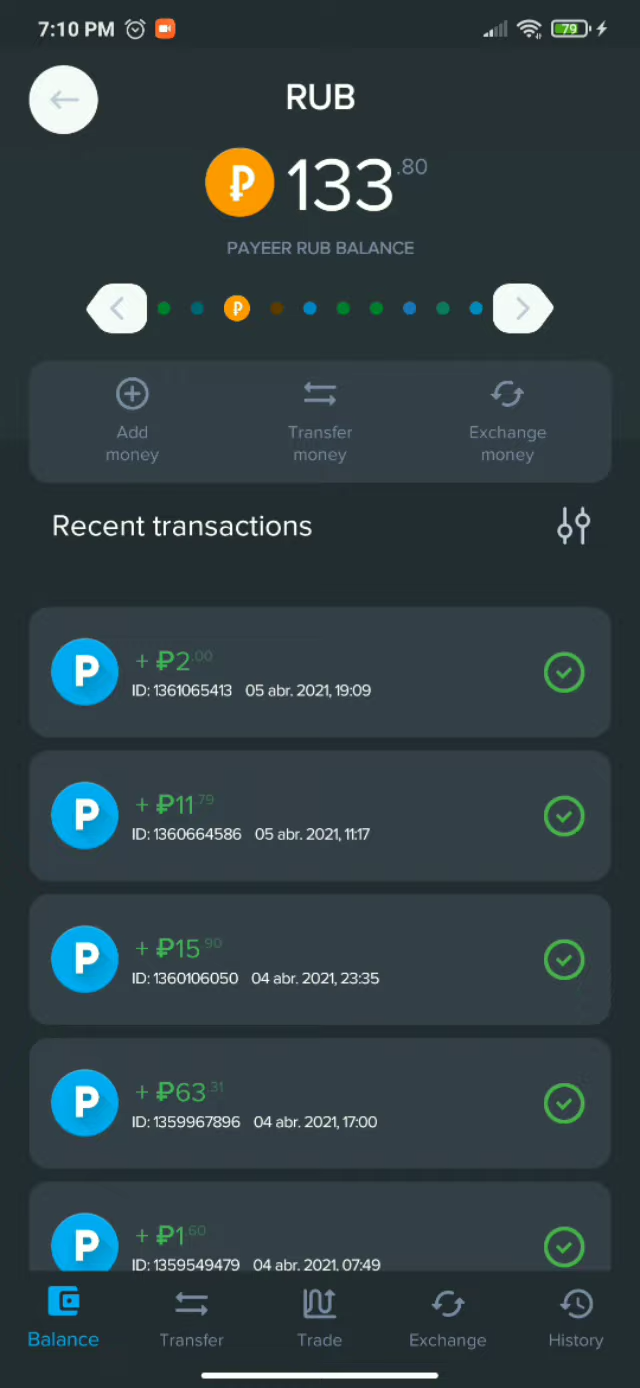 7:10 PM 79
RUB
₽ 133.80
PAYEER RUB BALANCE
₽
Add money
Transfer money
Exchange money
Recent transactions
P + ₽2.00
ID: 1361065413 05 abr. 2021, 19:09
P + ₽11.79
ID: 1360664586 05 abr. 2021, 11:17
P + ₽15.90
ID: 1360106050 04 abr. 2021, 23:35
P + ₽63.31
ID: 1359967896 04 abr. 2021, 17:00
P + ₽1.60
ID: 1359549479 04 abr. 2021, 07:49
Balance Transfer Trade Exchange History